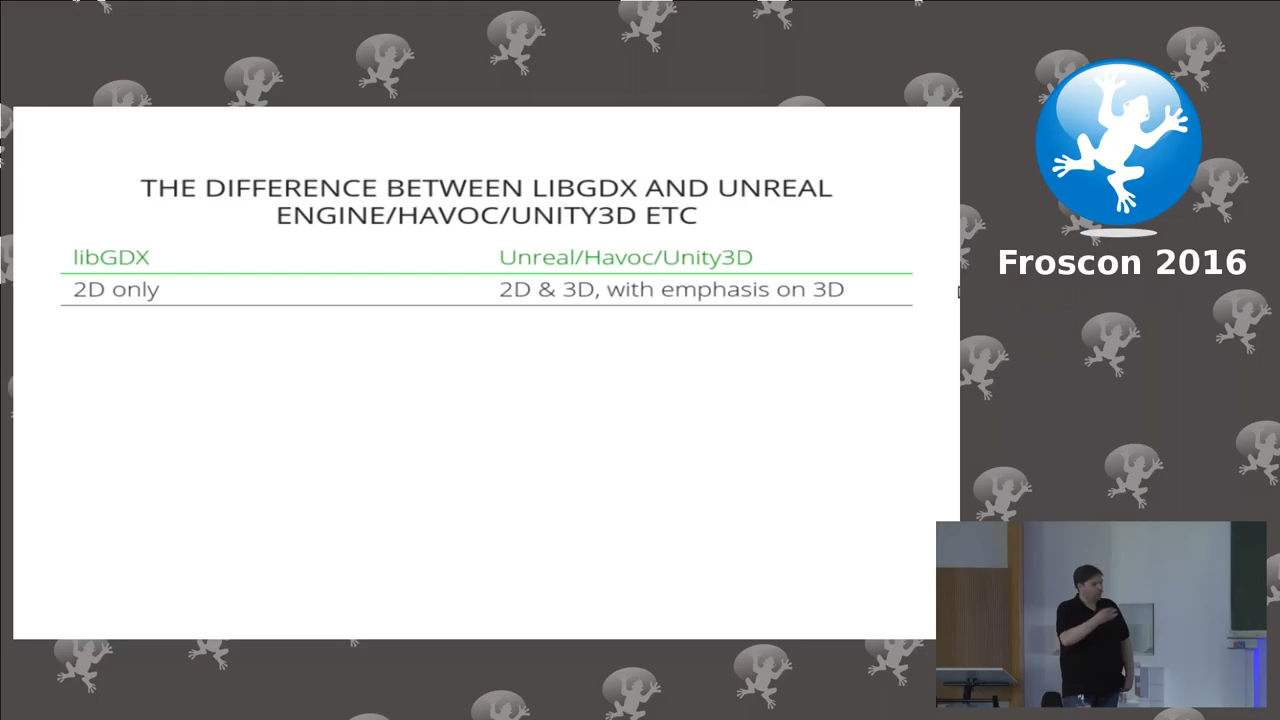 THE DIFFERENCE BETWEEN LIBGDX AND UNREAL
ENGINE/HAVOC/UNITY3D ETC
libGDX Unreal/Havoc/Unity3D
2D only 2D & 3D, with emphasis on 3D
Froscon 2016